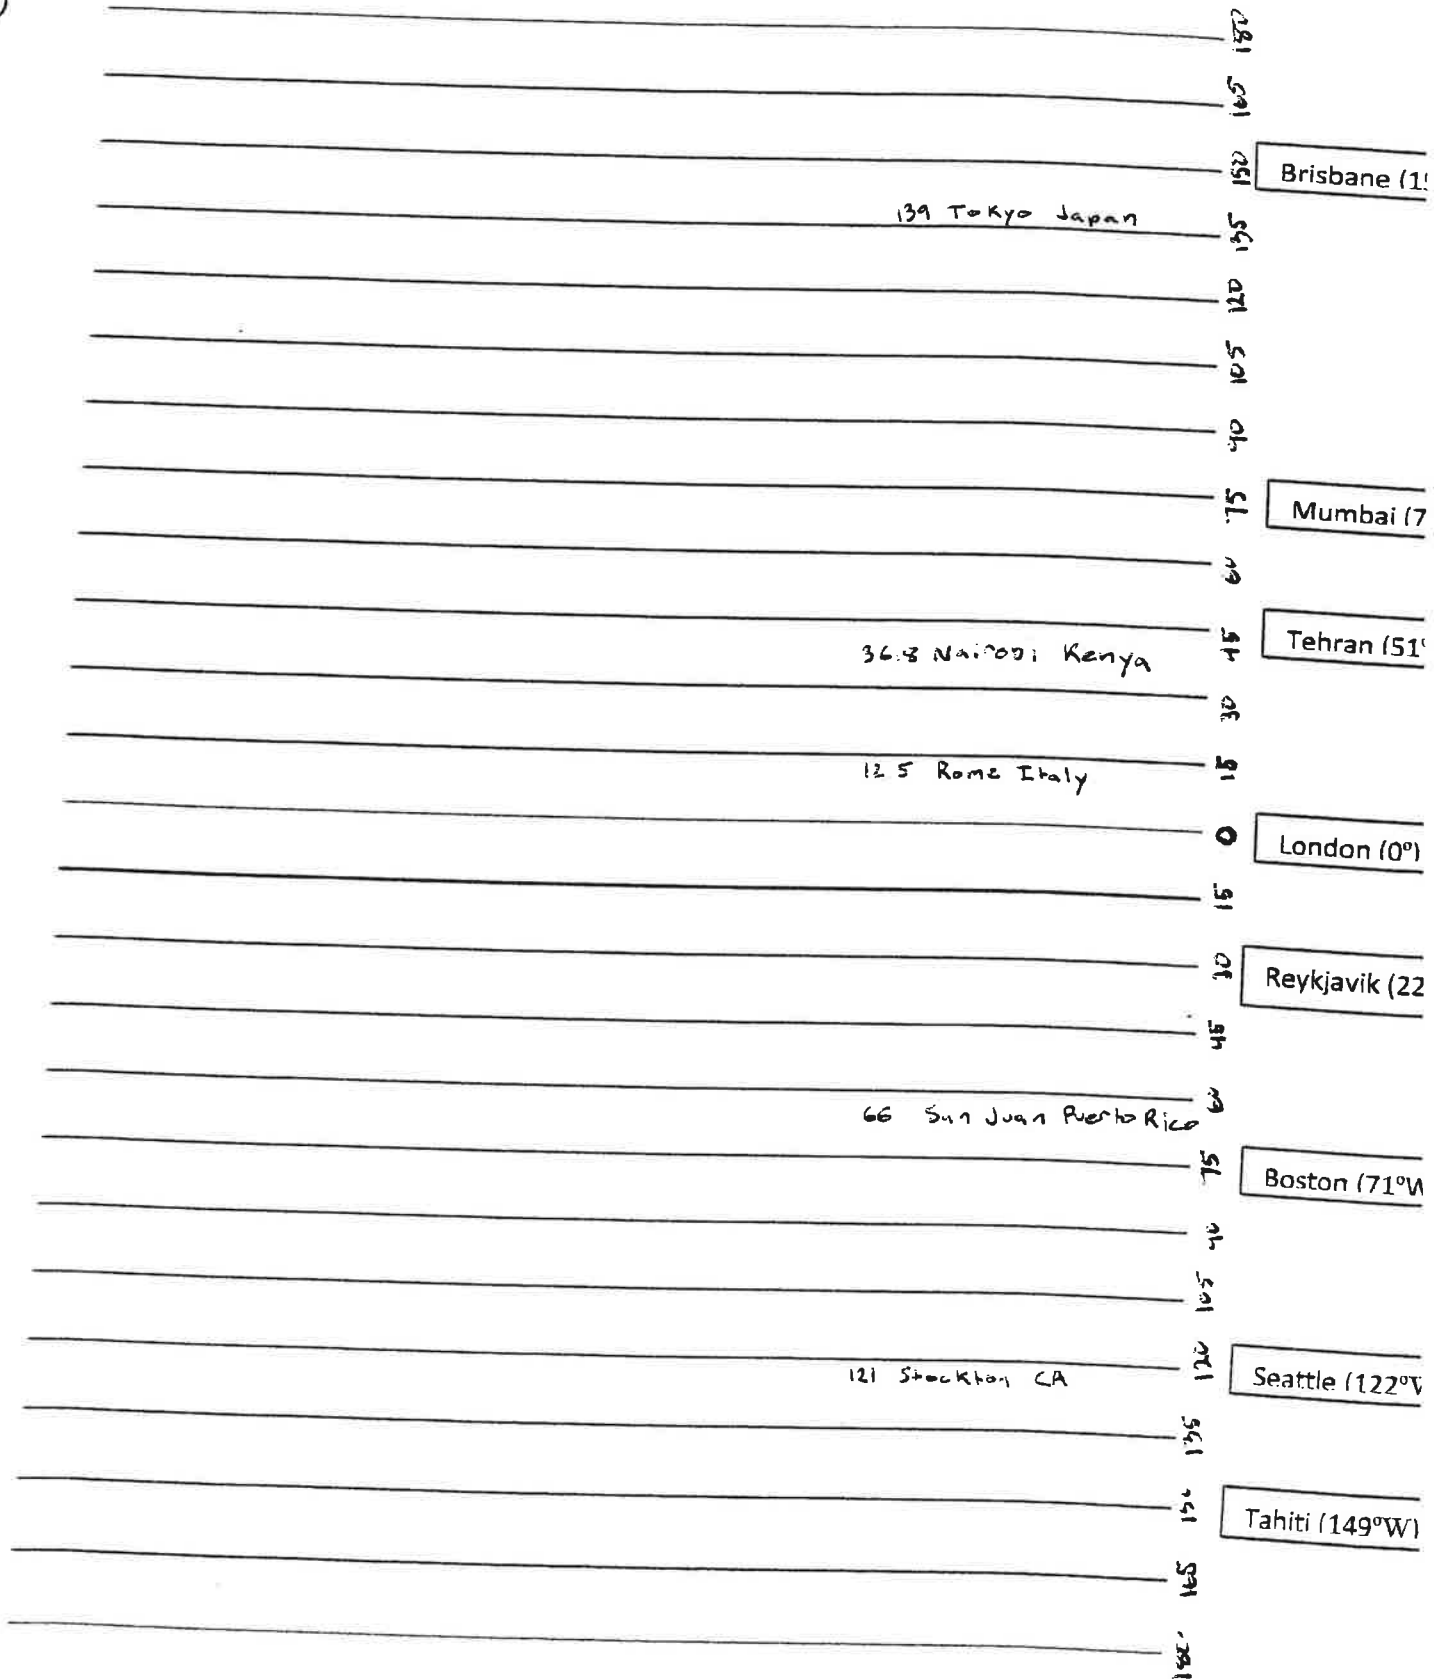 180
165
150
Brisbane (15
139 Tokyo Japan
135
120
105
90
75
Mumbai (7
60
45
Tehran (51°
36.8 Nairobi Kenya
30
15
12.5 Rome Italy
0
London (0°)
15
30
Reykjavik (22
45
60
66 San Juan Puerto Rico
75
Boston (71°W
90
105
120
121 Stockton CA
Seattle (122°W
135
150
Tahiti (149°W)
165
180